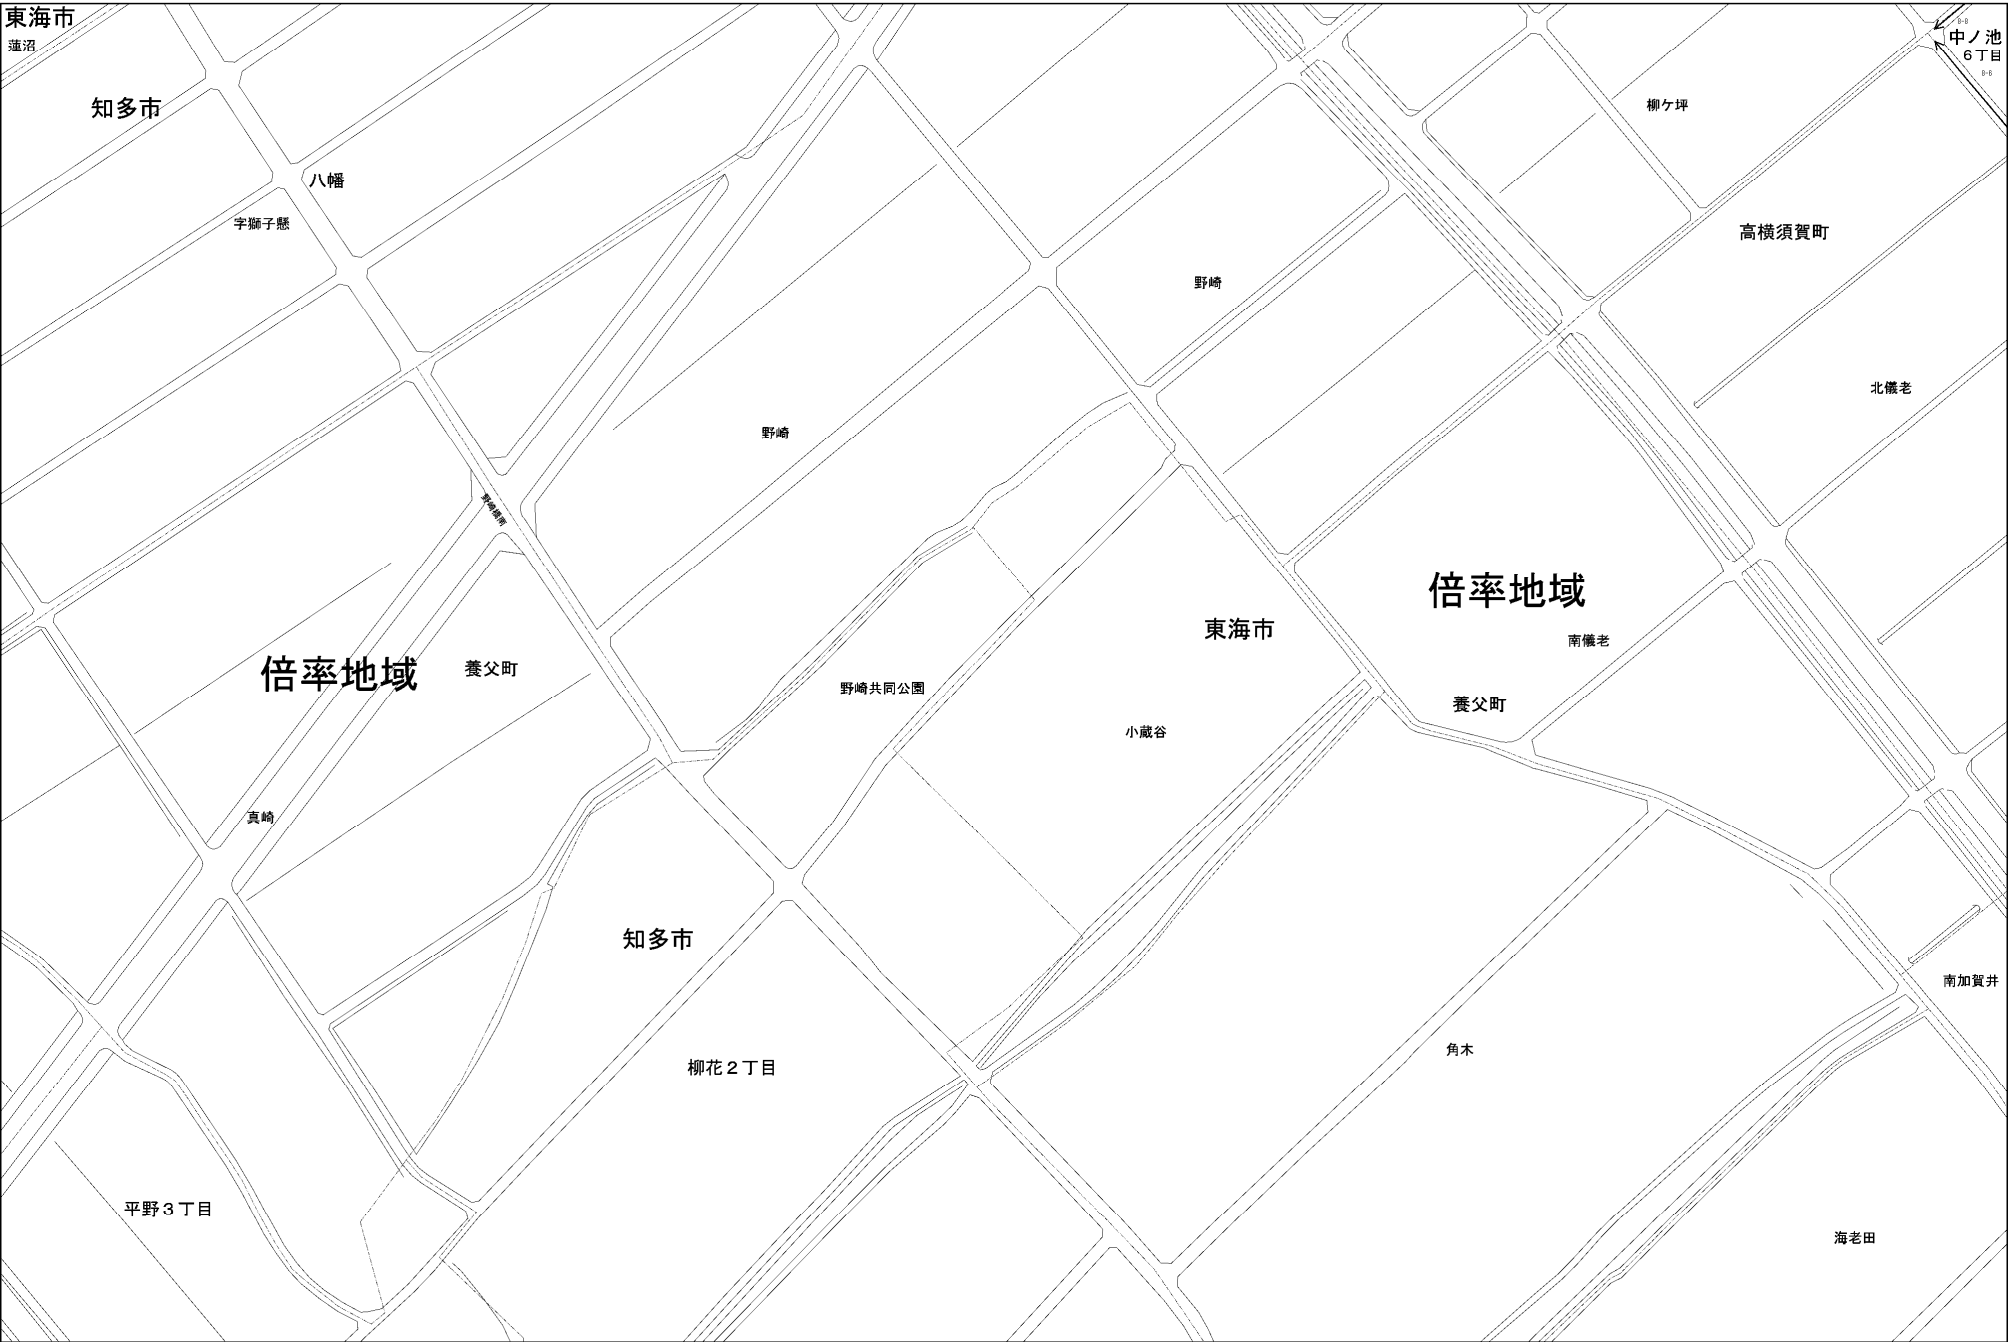 東海市
蓮沼
中ノ池
6丁目
知多市
柳ケ坪
八幡
字獅子懸
高横須賀町
野崎
北儀老
野崎
野崎橋南
倍率地域
東海市
南儀老
倍率地域
養父町
野崎共同公園
養父町
小蔵谷
真崎
知多市
南加賀井
角木
柳花2丁目
平野3丁目
海老田